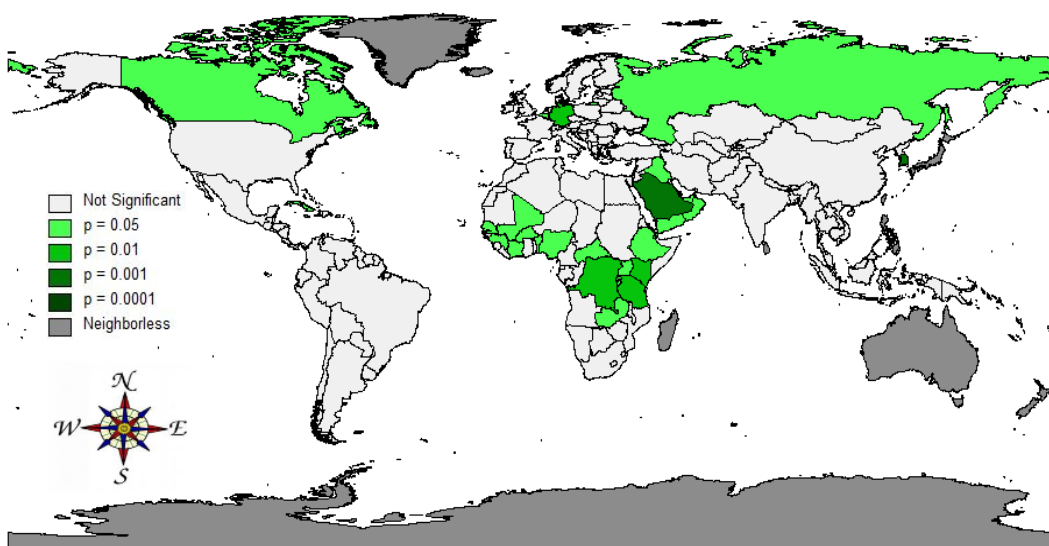 Not Significant
p = 0.05
p = 0.01
p = 0.001
p = 0.0001
Neighborless
N
W E
S